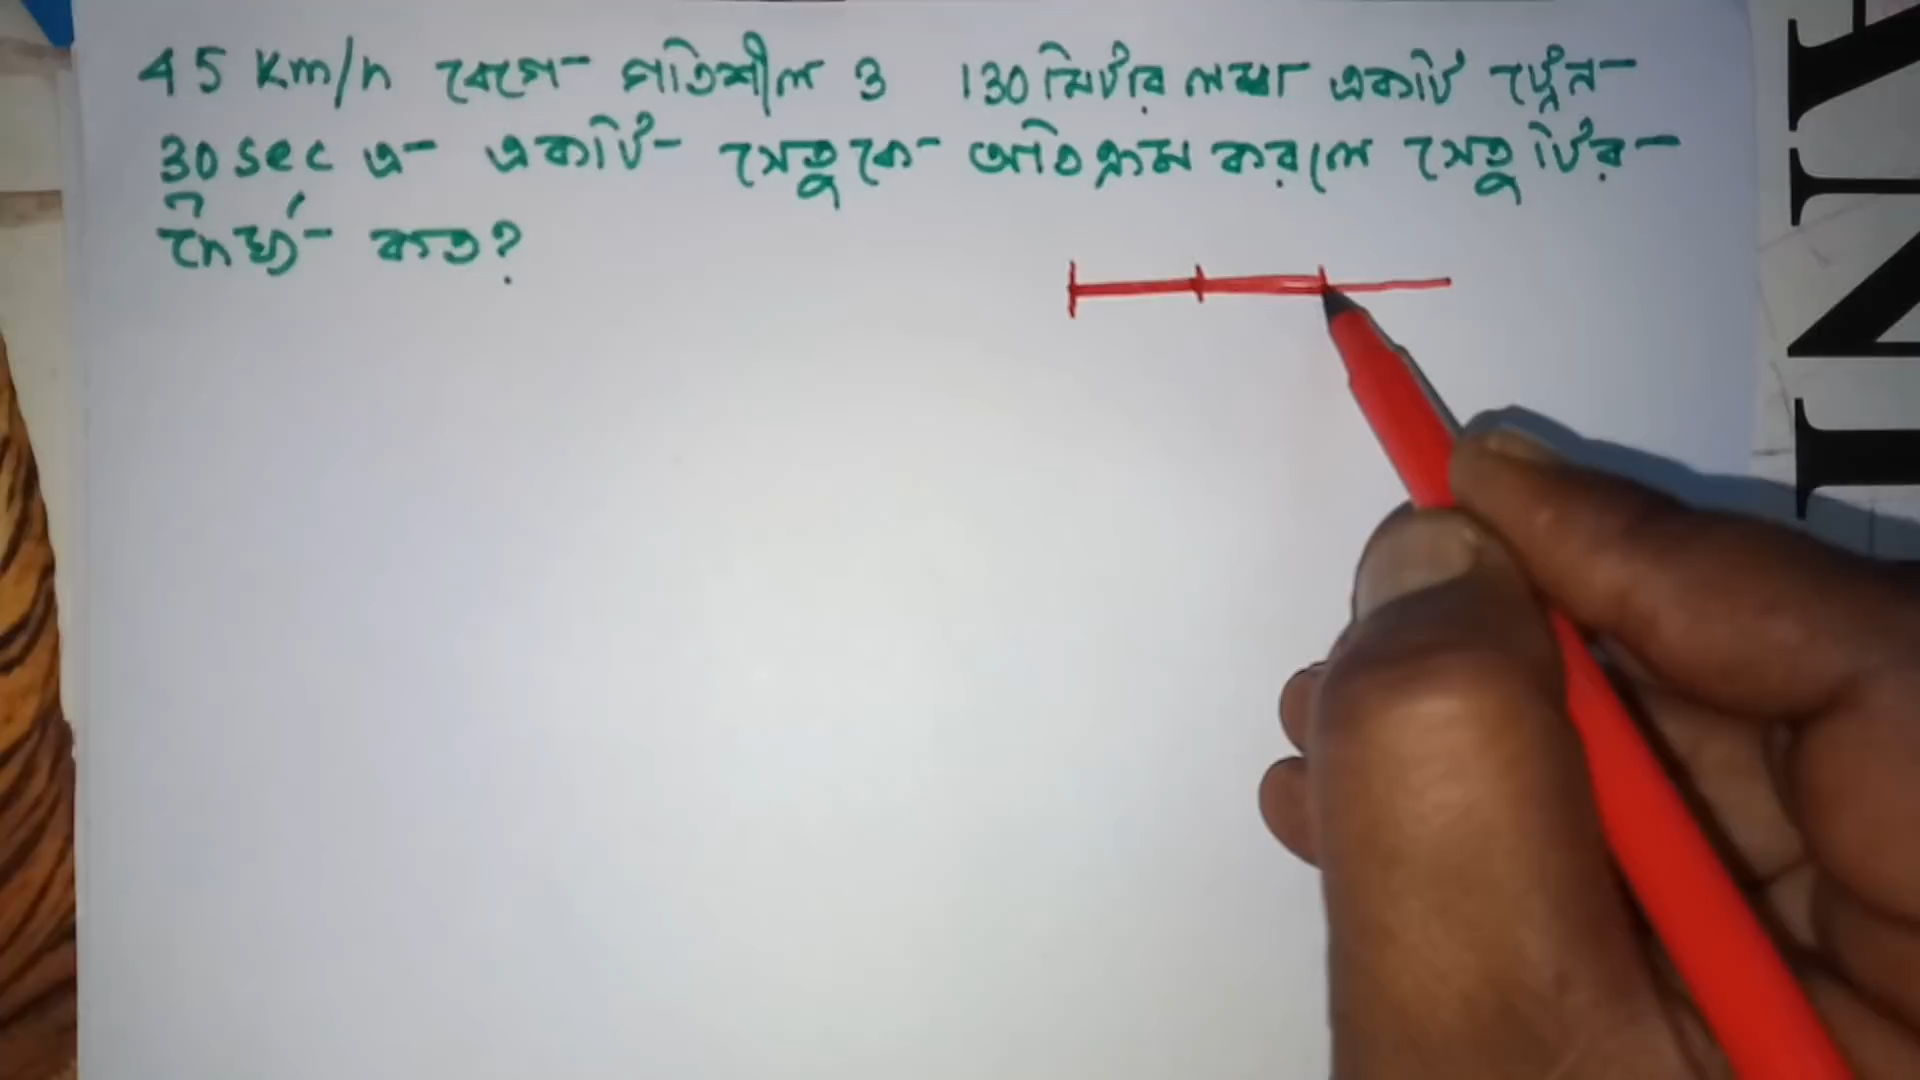 45 Km/h বেগে গতিশীল ও 130 মিটার লম্বা একটি ট্রেন
30 sec এ একটি সেতুকে অতিক্রম করলে সেতুটির
দৈর্ঘ্য কত?